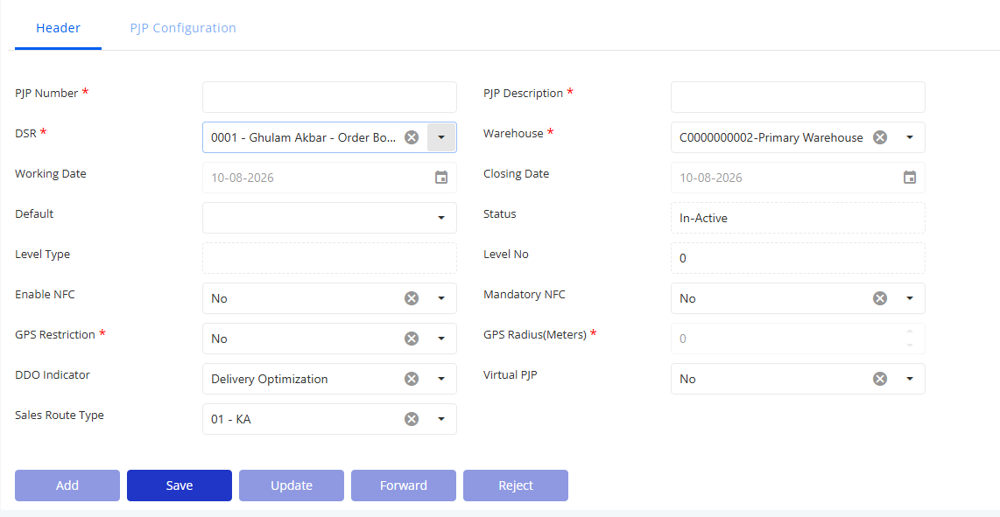 Header PJP Configuration
PJP Number * PJP Description *
DSR * 0001 - Ghulam Akbar - Order Bo... Warehouse * C0000000002-Primary Warehouse
Working Date 10-08-2026 Closing Date 10-08-2026
Default Status In-Active
Level Type Level No 0
Enable NFC No Mandatory NFC No
GPS Restriction * No GPS Radius(Meters) * 0
DDO Indicator Delivery Optimization Virtual PJP No
Sales Route Type 01 - KA
Add Save Update Forward Reject